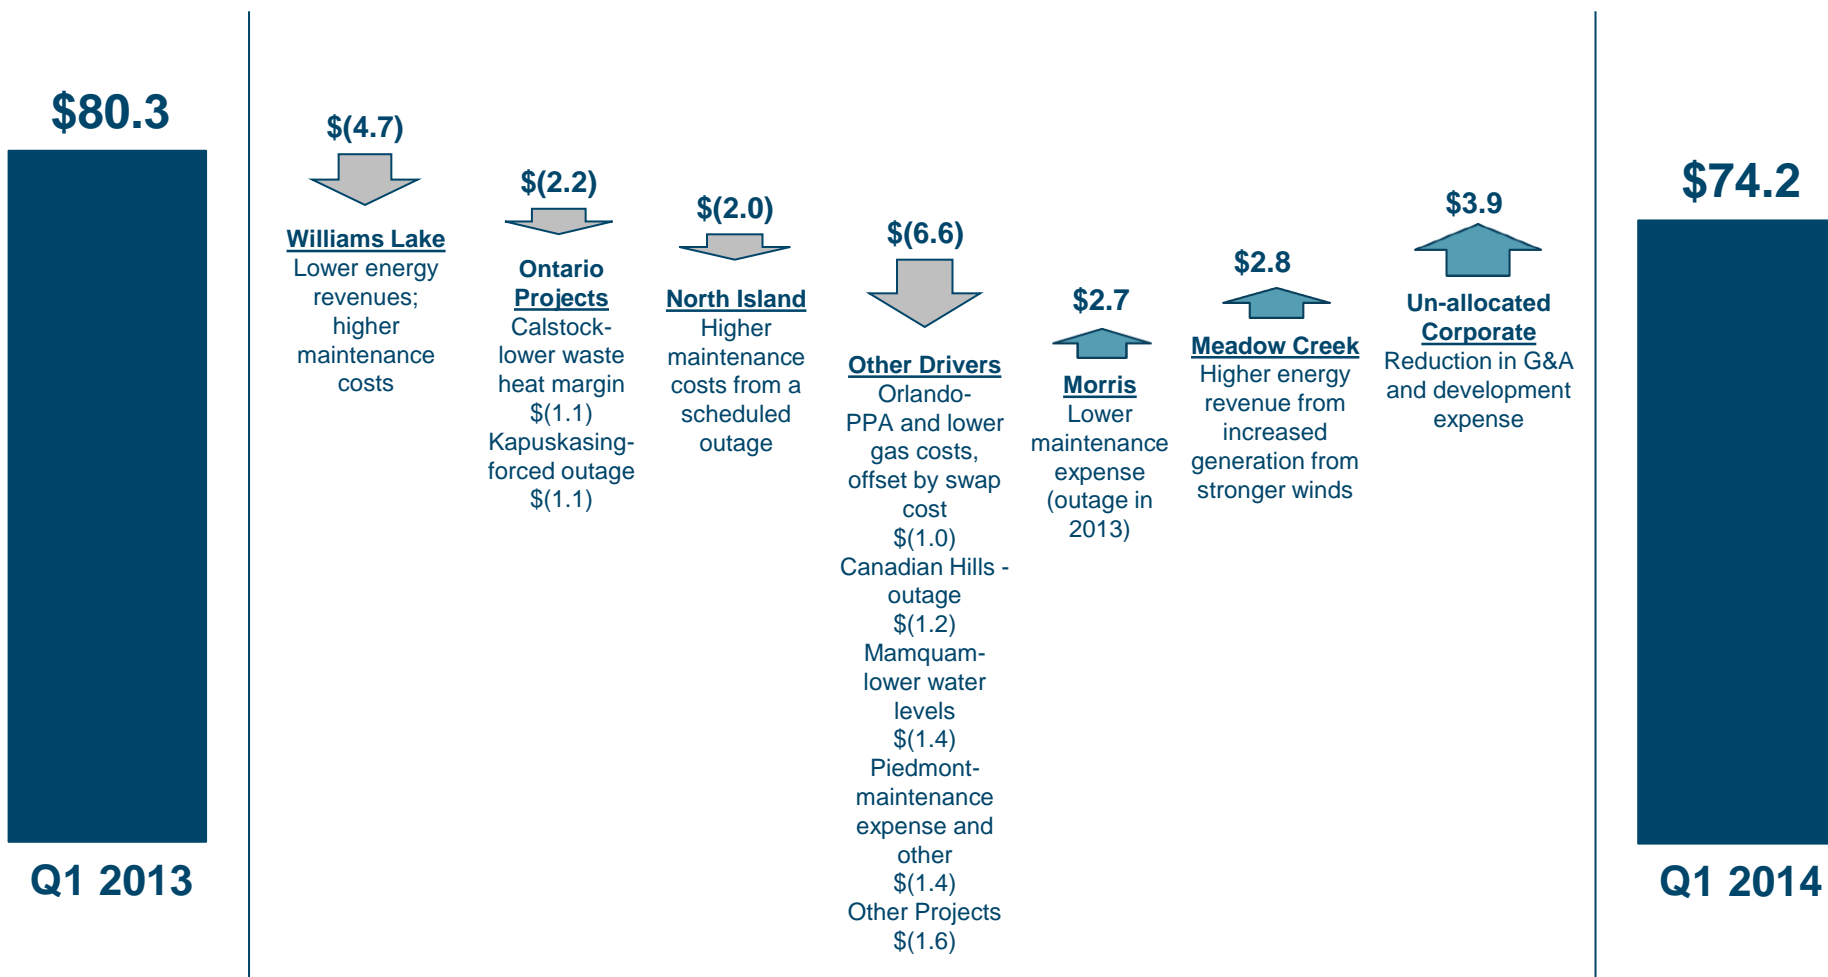 $80.3
Q1 2013
$(4.7)
Williams Lake
Lower energy
revenues;
higher
maintenance
costs
$(2.2)
Ontario
Projects
Calstock-
lower waste
heat margin
$(1.1)
Kapuskasing-
forced outage
$(1.1)
$(2.0)
North Island
Higher
maintenance
costs from a
scheduled
outage
$(6.6)
Other Drivers
Orlando-
PPA and lower
gas costs,
offset by swap
cost
$(1.0)
Canadian Hills -
outage
$(1.2)
Mamquam-
lower water
levels
$(1.4)
Piedmont-
maintenance
expense and
other
$(1.4)
Other Projects
$(1.6)
$2.7
Morris
Lower
maintenance
expense
(outage in
2013)
$2.8
Meadow Creek
Higher energy
revenue from
increased
generation from
stronger winds
$3.9
Un-allocated
Corporate
Reduction in G&A
and development
expense
$74.2
Q1 2014